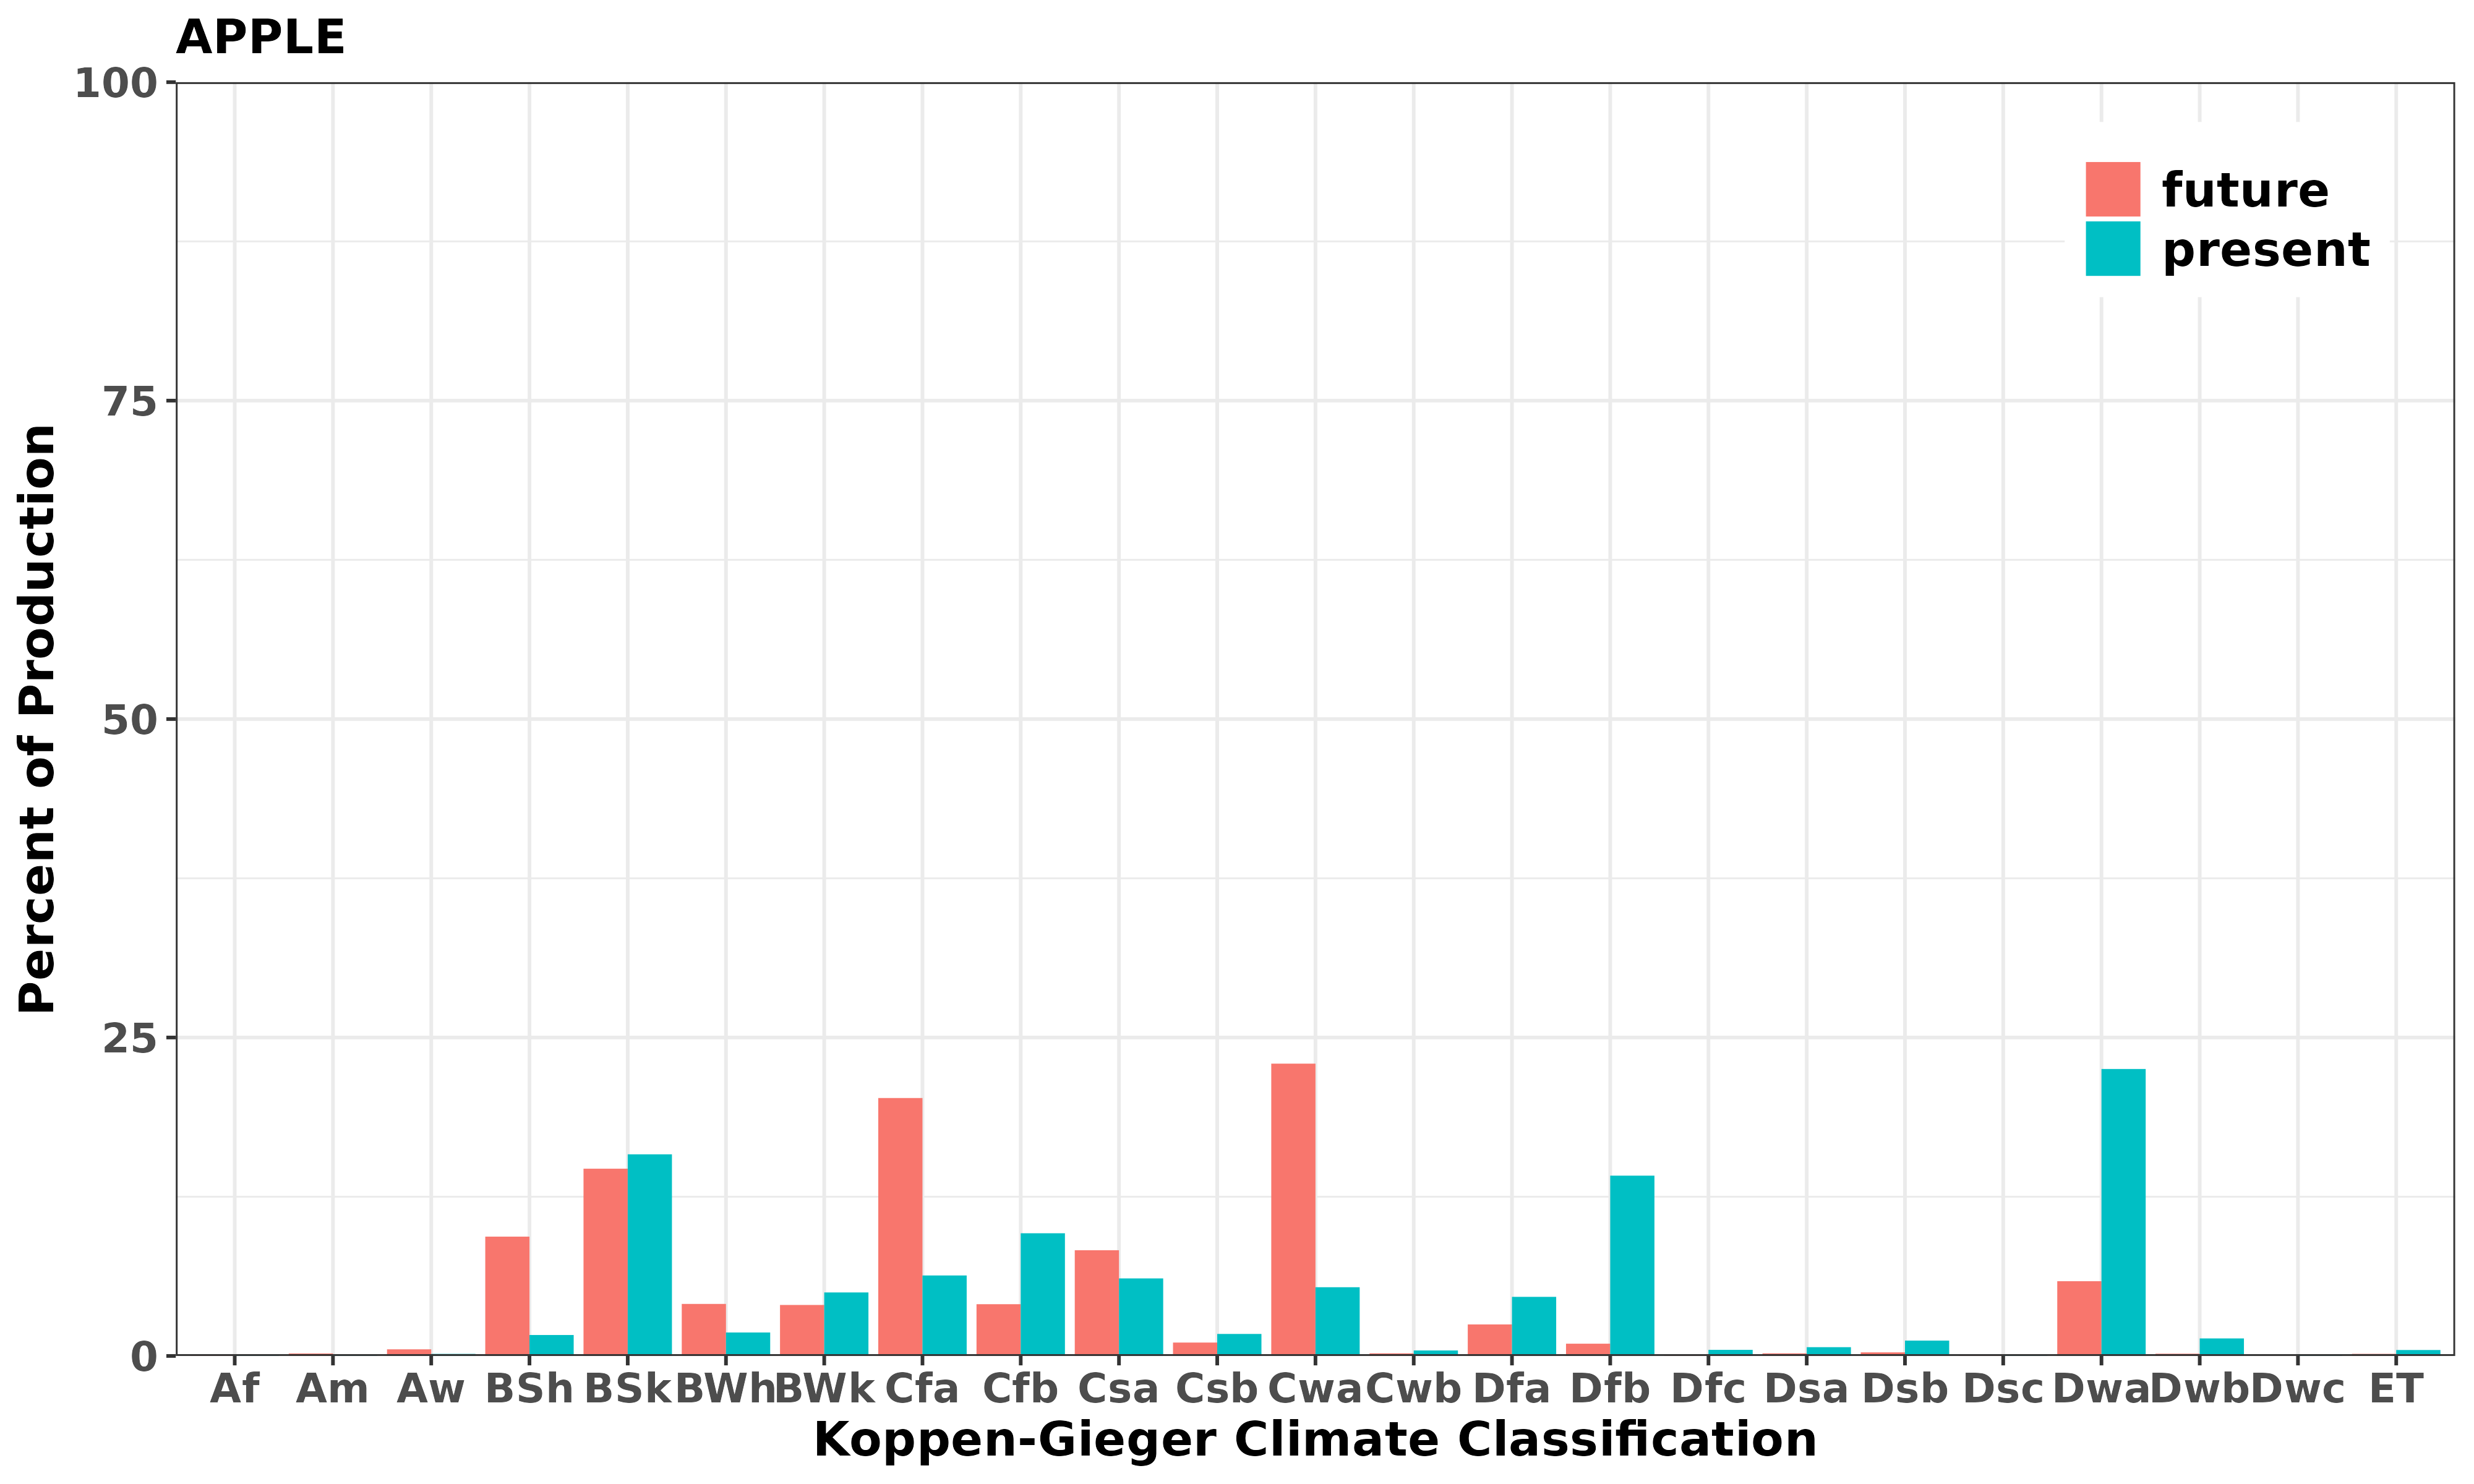 APPLE
100
75
50
25
0
Percent of Production
future
present
Af Am Aw BSh BSk BWh BWk Cfa Cfb Csa Csb Cwa Cwb Dfa Dfb Dfc Dsa Dsb Dsc Dwa Dwb Dwc ET
Koppen-Gieger Climate Classification